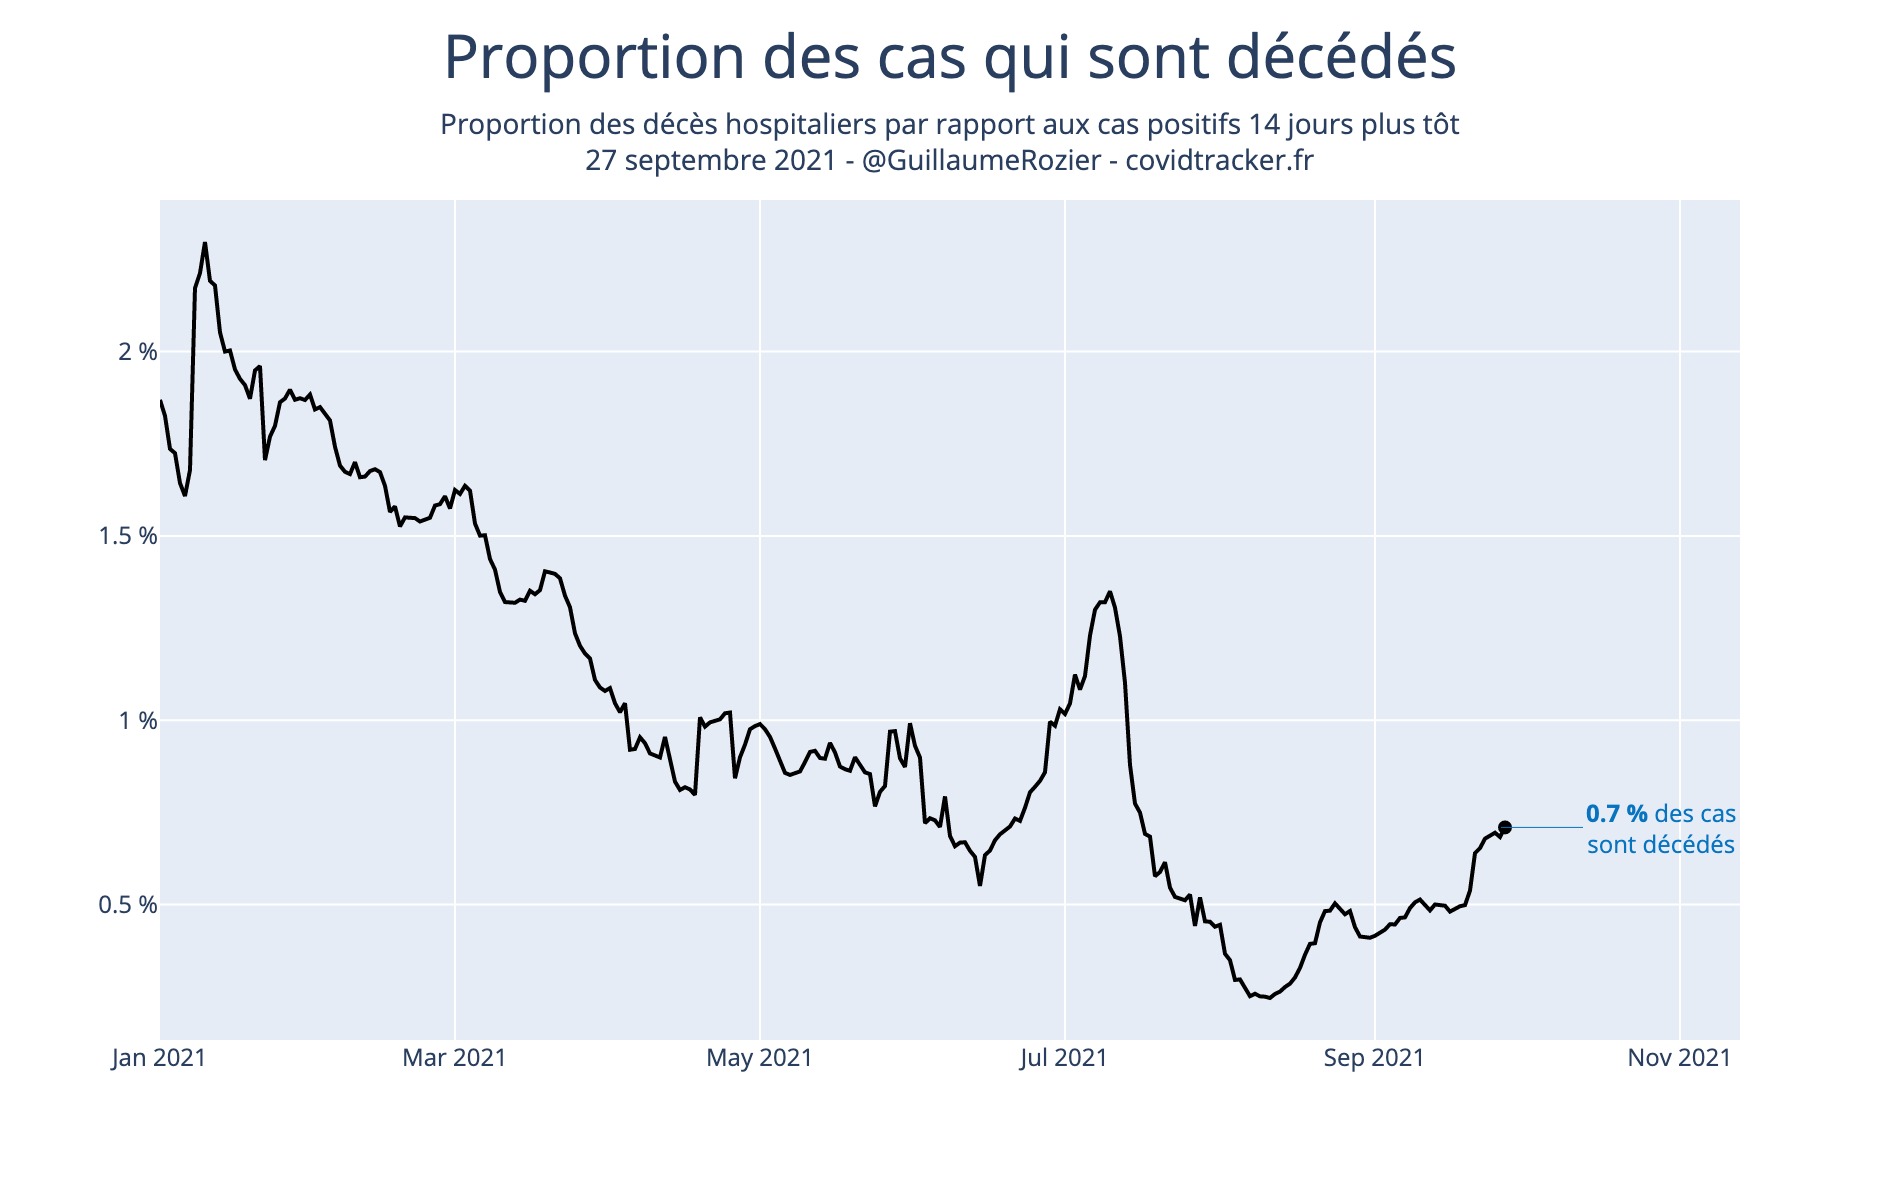 Proportion des cas qui sont décédés
Proportion des décès hospitaliers par rapport aux cas positifs 14 jours plus tôt
27 septembre 2021 - @GuillaumeRozier - covidtracker.fr
2 %
1.5 %
1 %
0.7 % des cas
sont décédés
0.5 %
Jan 2021
Mar 2021
May 2021
Jul 2021
Sep 2021
Nov 2021